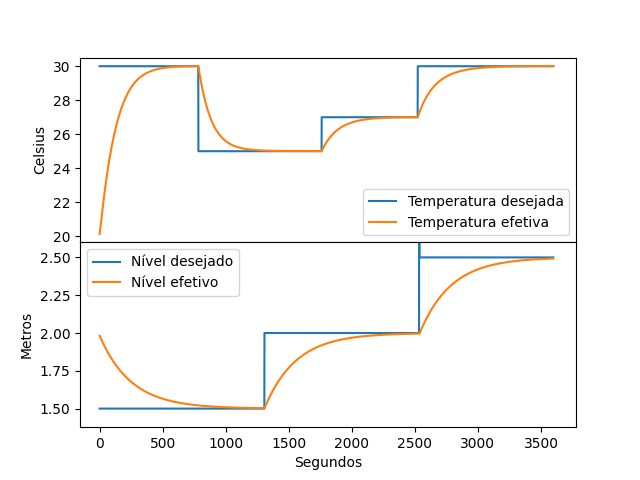 30
28
26
24
22
20
Celsius
Temperatura desejada
Temperatura efetiva
2.50
2.25
2.00
1.75
1.50
Metros
Nível desejado
Nível efetivo
0 500 1000 1500 2000 2500 3000 3500
Segundos